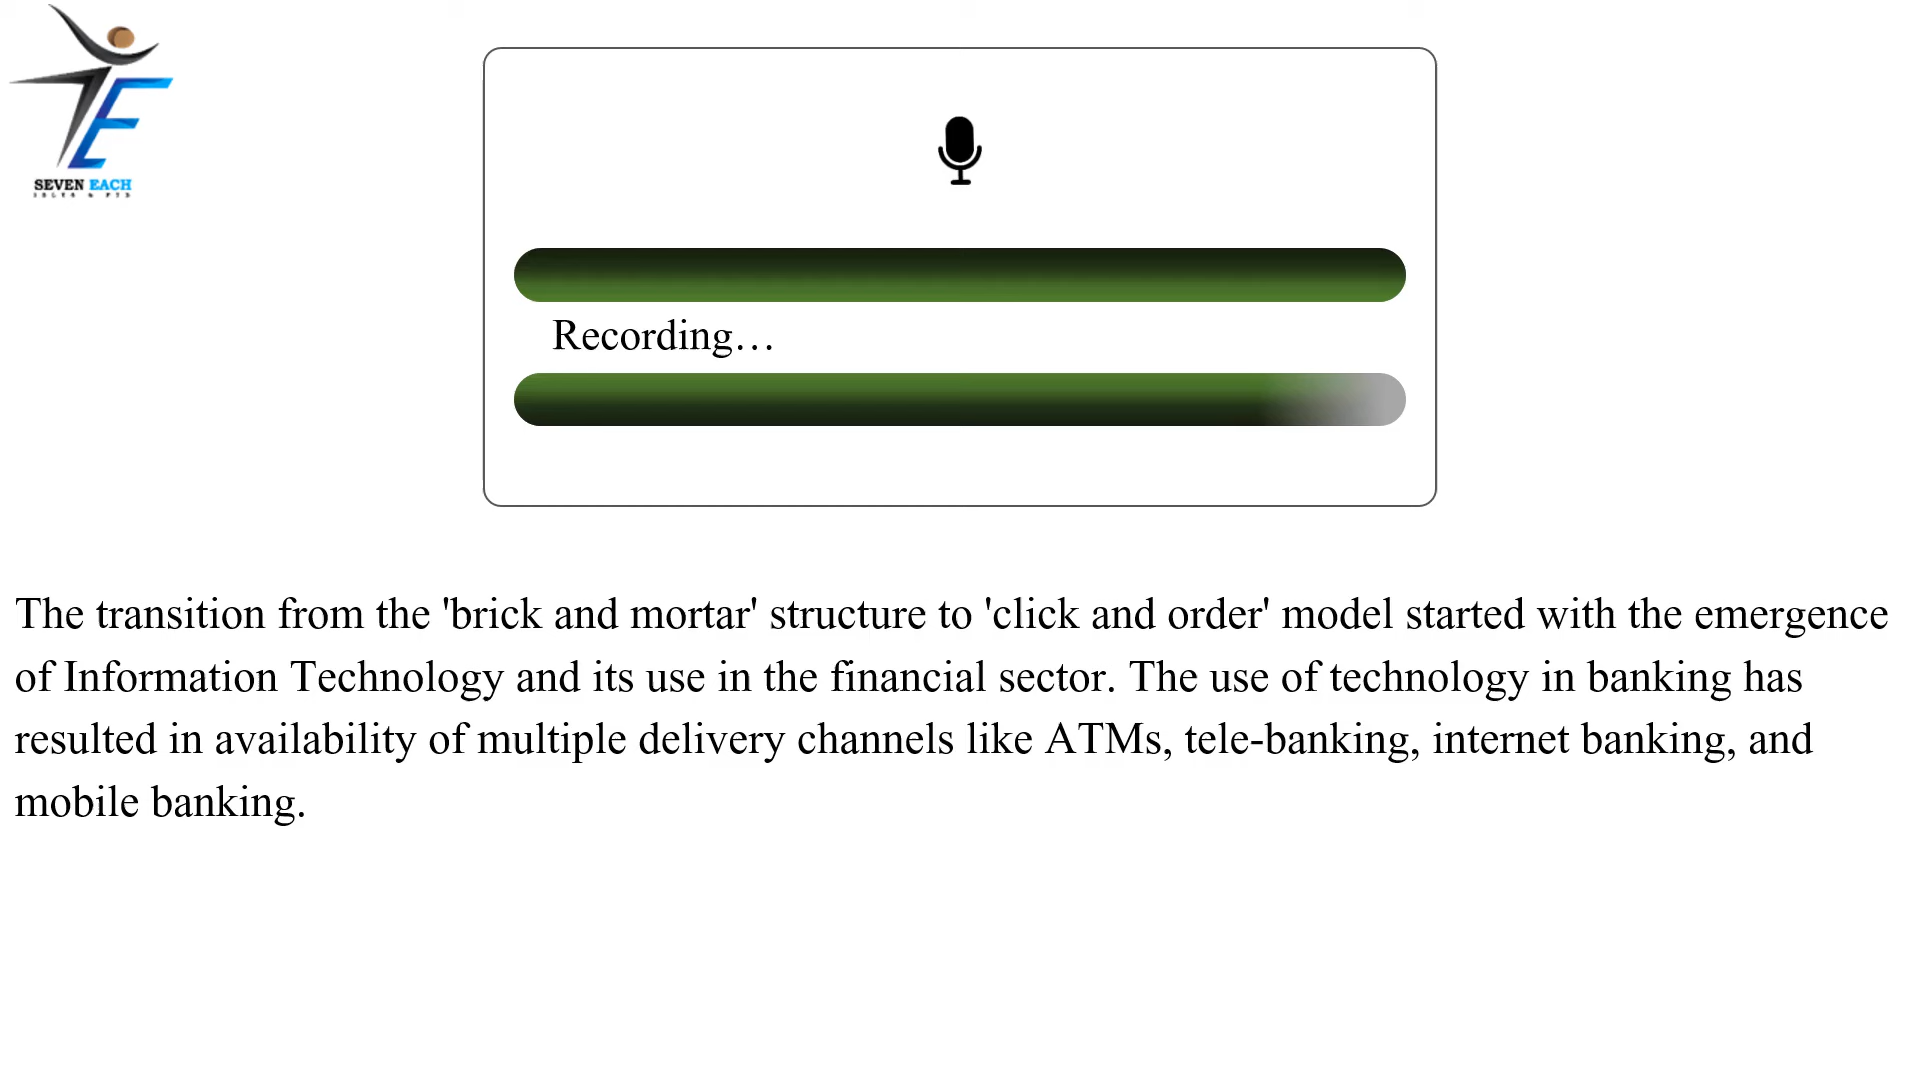 SEVEN EACH
IELTS & PTE
Recording…
The transition from the 'brick and mortar' structure to 'click and order' model started with the emergence
of Information Technology and its use in the financial sector. The use of technology in banking has
resulted in availability of multiple delivery channels like ATMs, tele-banking, internet banking, and
mobile banking.